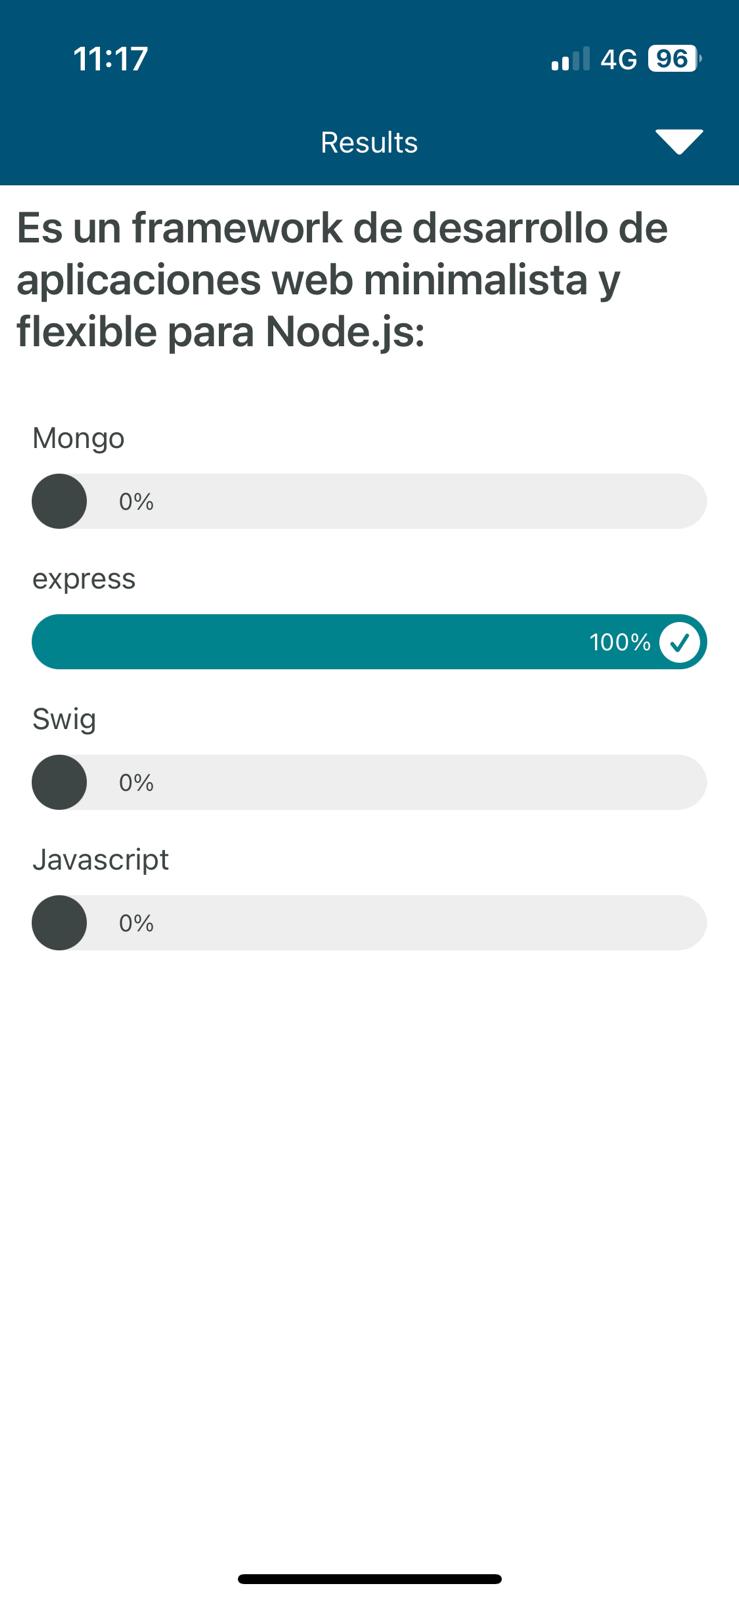 11:17
4G 96
Results
Es un framework de desarrollo de
aplicaciones web minimalista y
flexible para Node.js:
Mongo
0%
express
100%
Swig
0%
Javascript
0%